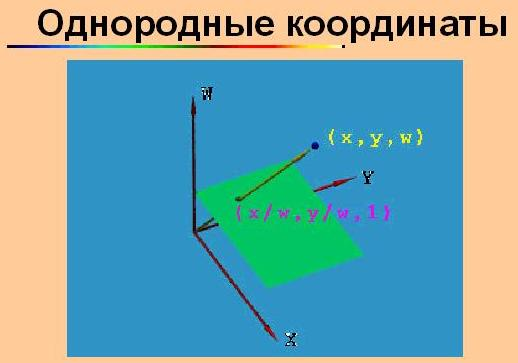 Однородные координаты
W
(x,y,w)
Y
(x/w,y/w,1)
X